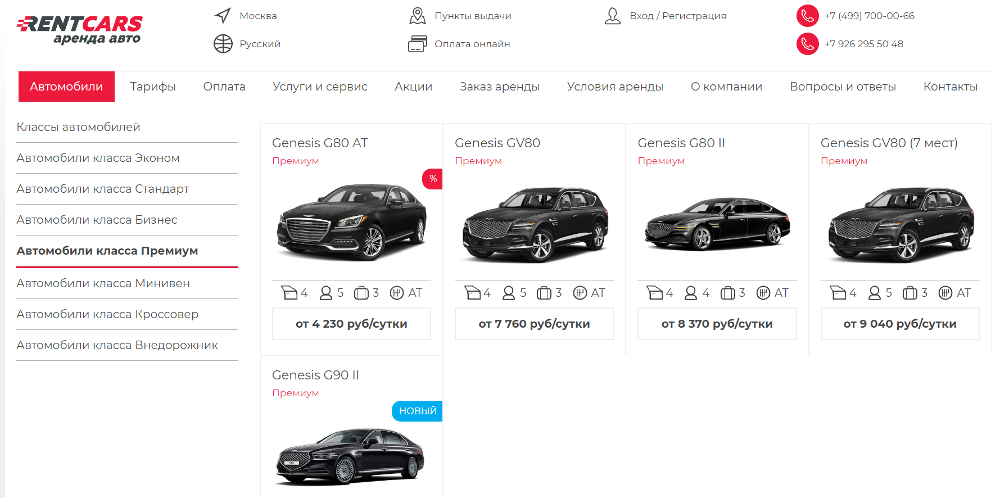 RENTCARS
аренда авто
Москва
Русский
Пункты выдачи
Оплата онлайн
Вход / Регистрация
+7 (499) 700-00-66
+7 926 295 50 48
Автомобили Тарифы Оплата Услуги и сервис Акции Заказ аренды Условия аренды О компании Вопросы и ответы Контакты
Классы автомобилей
Автомобили класса Эконом
Автомобили класса Стандарт
Автомобили класса Бизнес
Автомобили класса Премиум
Автомобили класса Минивен
Автомобили класса Кроссовер
Автомобили класса Внедорожник
Genesis G80 AT
Премиум
%
4 5 3 AT
от 4 230 руб/сутки
Genesis GV80
Премиум
4 5 3 AT
от 7 760 руб/сутки
Genesis G80 II
Премиум
4 4 3 AT
от 8 370 руб/сутки
Genesis GV80 (7 мест)
Премиум
4 5 3 AT
от 9 040 руб/сутки
Genesis G90 II
Премиум
НОВЫЙ
G90